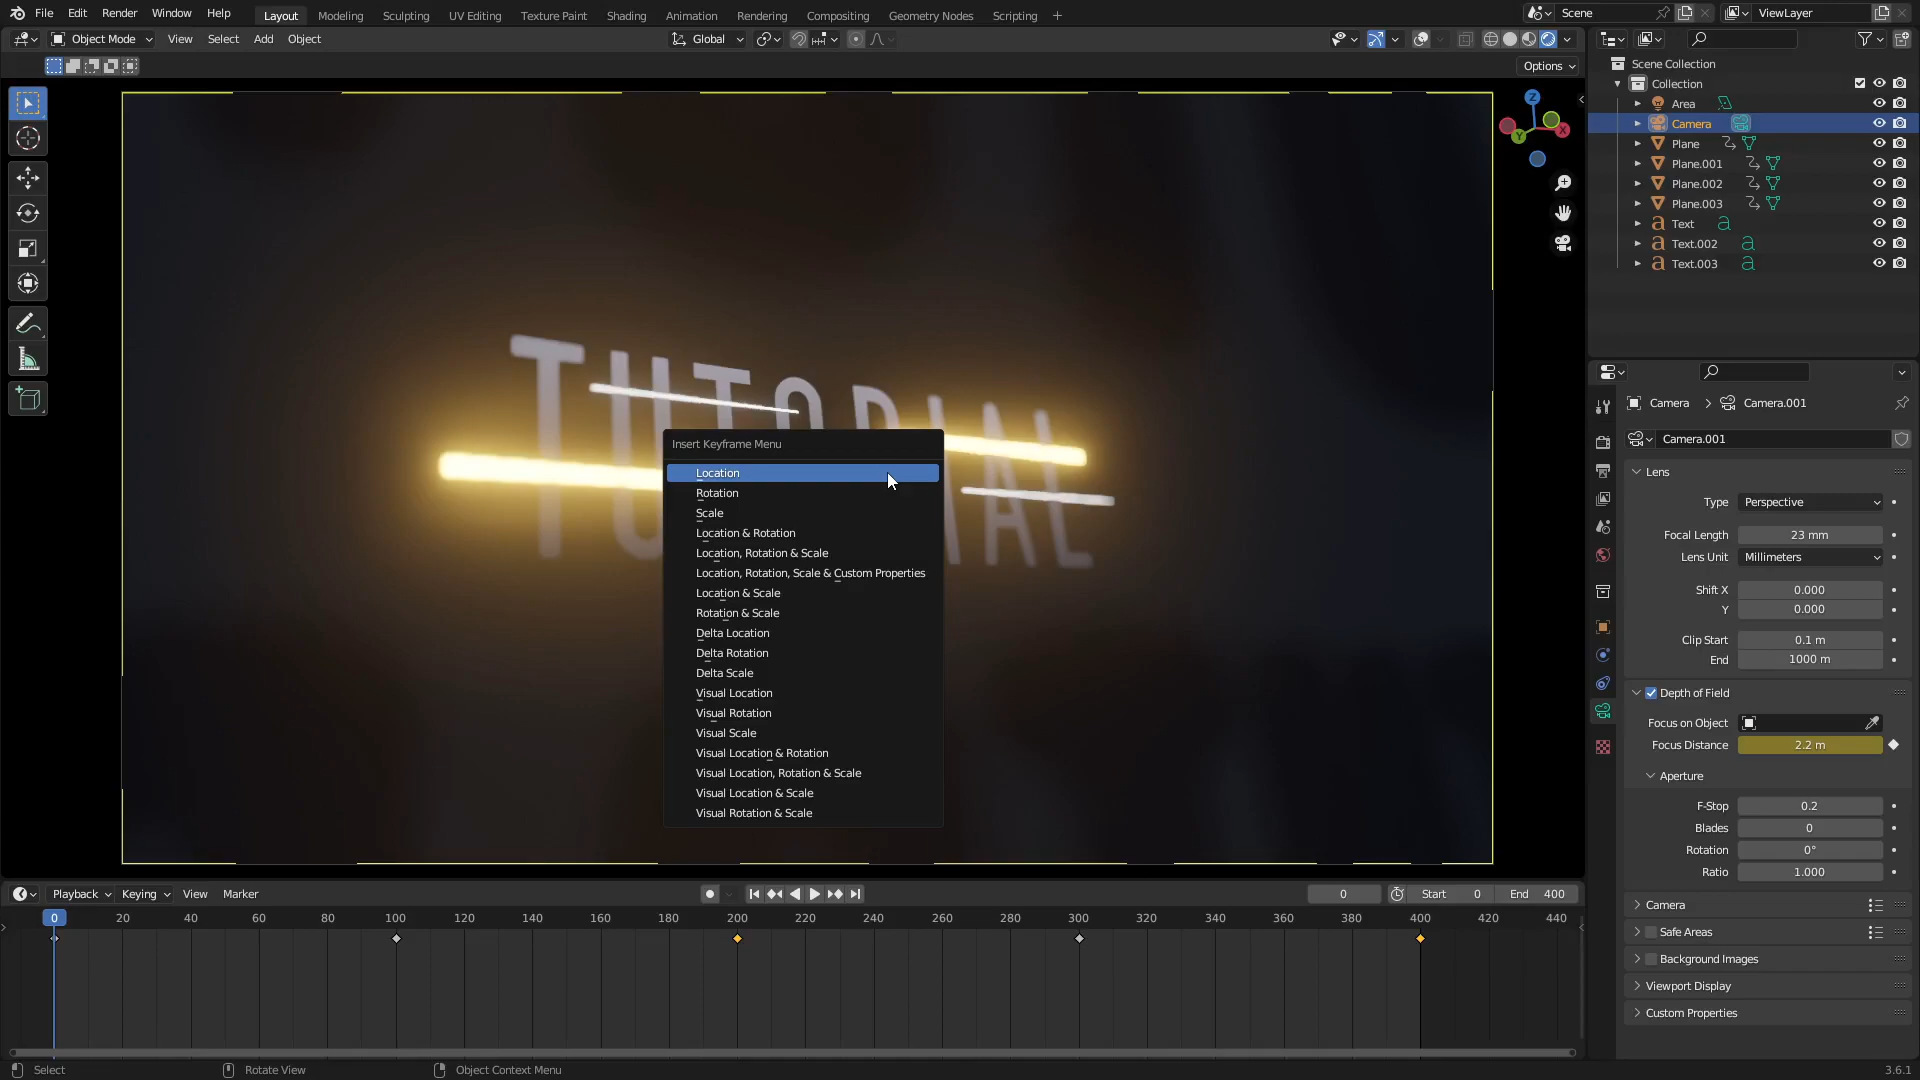 File Edit Render Window Help Layout Modeling Sculpting UV Editing Texture Paint Shading Animation Rendering Compositing Geometry Nodes Scripting + Scene ViewLayer
Object Mode View Select Add Object Global
Options
Scene Collection
Collection
Area
Camera
Plane
Plane.001
Plane.002
Plane.003
Text
Text.002
Text.003
Z
X
Y
TUTORIAL
Insert Keyframe Menu
Location
Rotation
Scale
Location & Rotation
Location, Rotation & Scale
Location, Rotation, Scale & Custom Properties
Location & Scale
Rotation & Scale
Delta Location
Delta Rotation
Delta Scale
Visual Location
Visual Rotation
Visual Scale
Visual Location & Rotation
Visual Location, Rotation & Scale
Visual Location & Scale
Visual Rotation & Scale
Camera > Camera.001
Camera.001
Lens
Type Perspective
Focal Length 23 mm
Lens Unit Millimeters
Shift X 0.000
Y 0.000
Clip Start 0.1 m
End 1000 m
Depth of Field
Focus on Object
Focus Distance 2.2 m
Aperture
F-Stop 0.2
Blades 0
Rotation 0°
Ratio 1.000
Camera
Safe Areas
Background Images
Viewport Display
Custom Properties
Playback Keying View Marker 0 Start 0 End 400
0 20 40 60 80 100 120 140 160 180 200 220 240 260 280 300 320 340 360 380 400 420 440
Select Rotate View Object Context Menu 3.6.1